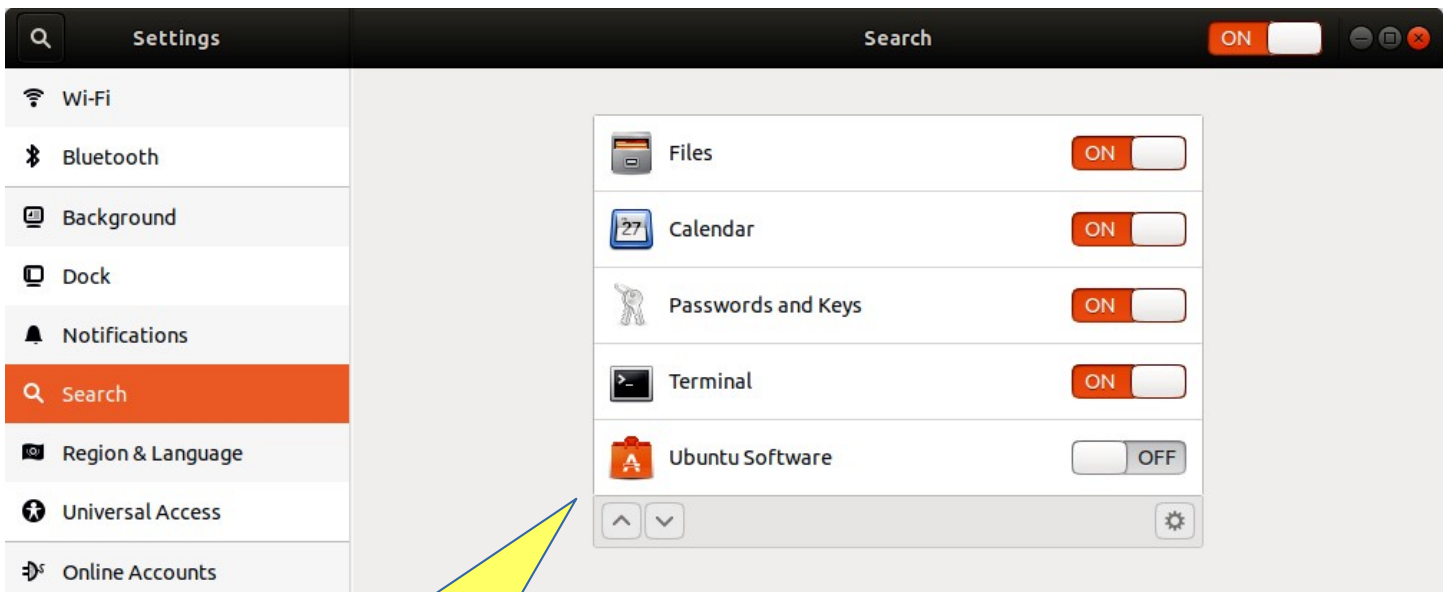 Settings
Search
ON
Wi-Fi
Bluetooth
Background
Dock
Notifications
Search
Region & Language
Universal Access
Online Accounts
Files ON
27
Calendar ON
Passwords and Keys ON
Terminal ON
Ubuntu Software OFF